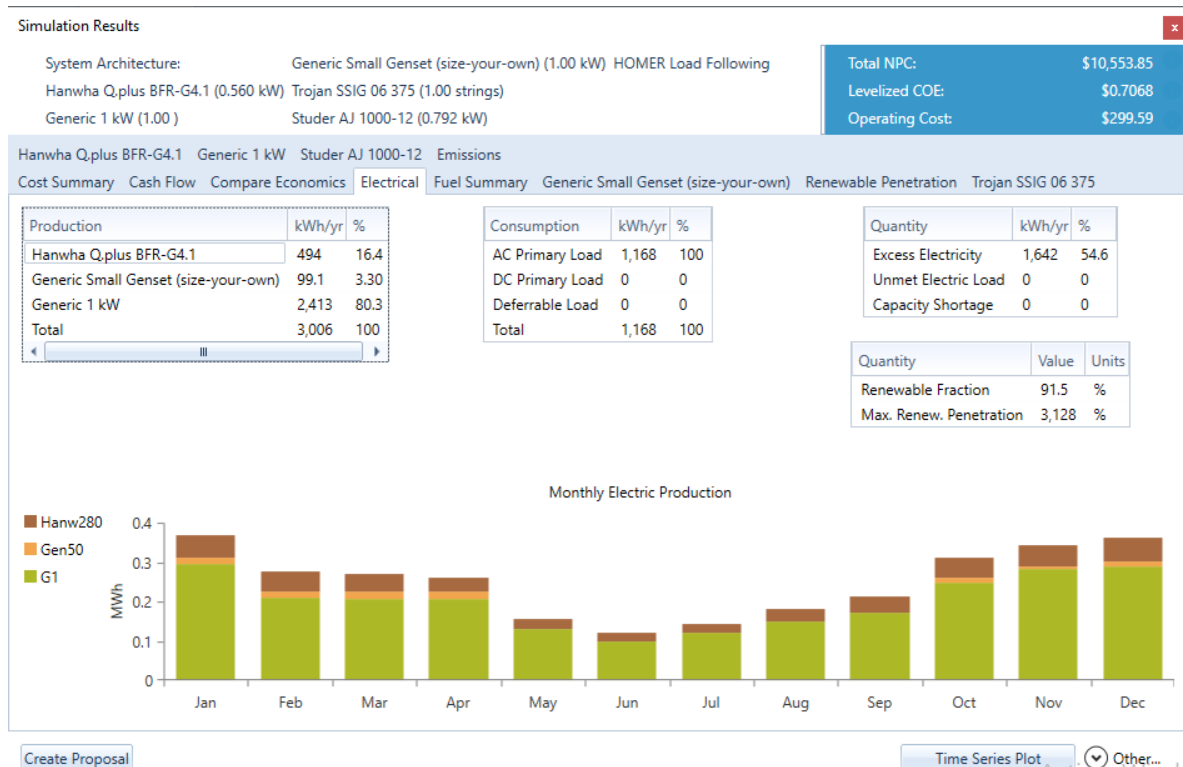 Simulation Results
x
System Architecture:
Generic Small Genset (size-your-own) (1.00 kW) HOMER Load Following
Hanwha Q.plus BFR-G4.1 (0.560 kW) Trojan SSIG 06 375 (1.00 strings)
Generic 1 kW (1.00 )
Studer AJ 1000-12 (0.792 kW)
Total NPC: $10,553.85
Levelized COE: $0.7068
Operating Cost: $299.59
Hanwha Q.plus BFR-G4.1 Generic 1 kW Studer AJ 1000-12 Emissions
Cost Summary Cash Flow Compare Economics Electrical Fuel Summary Generic Small Genset (size-your-own) Renewable Penetration Trojan SSIG 06 375
Production kWh/yr %
Hanwha Q.plus BFR-G4.1 494 16.4
Generic Small Genset (size-your-own) 99.1 3.30
Generic 1 kW 2,413 80.3
Total 3,006 100
Consumption kWh/yr %
AC Primary Load 1,168 100
DC Primary Load 0 0
Deferrable Load 0 0
Total 1,168 100
Quantity kWh/yr %
Excess Electricity 1,642 54.6
Unmet Electric Load 0 0
Capacity Shortage 0 0
Quantity Value Units
Renewable Fraction 91.5 %
Max. Renew. Penetration 3,128 %
Monthly Electric Production
Hanw280
Gen50
G1
MWh
0.4
0.3
0.2
0.1
0
Jan Feb Mar Apr May Jun Jul Aug Sep Oct Nov Dec
Create Proposal
Time Series Plot
Other...